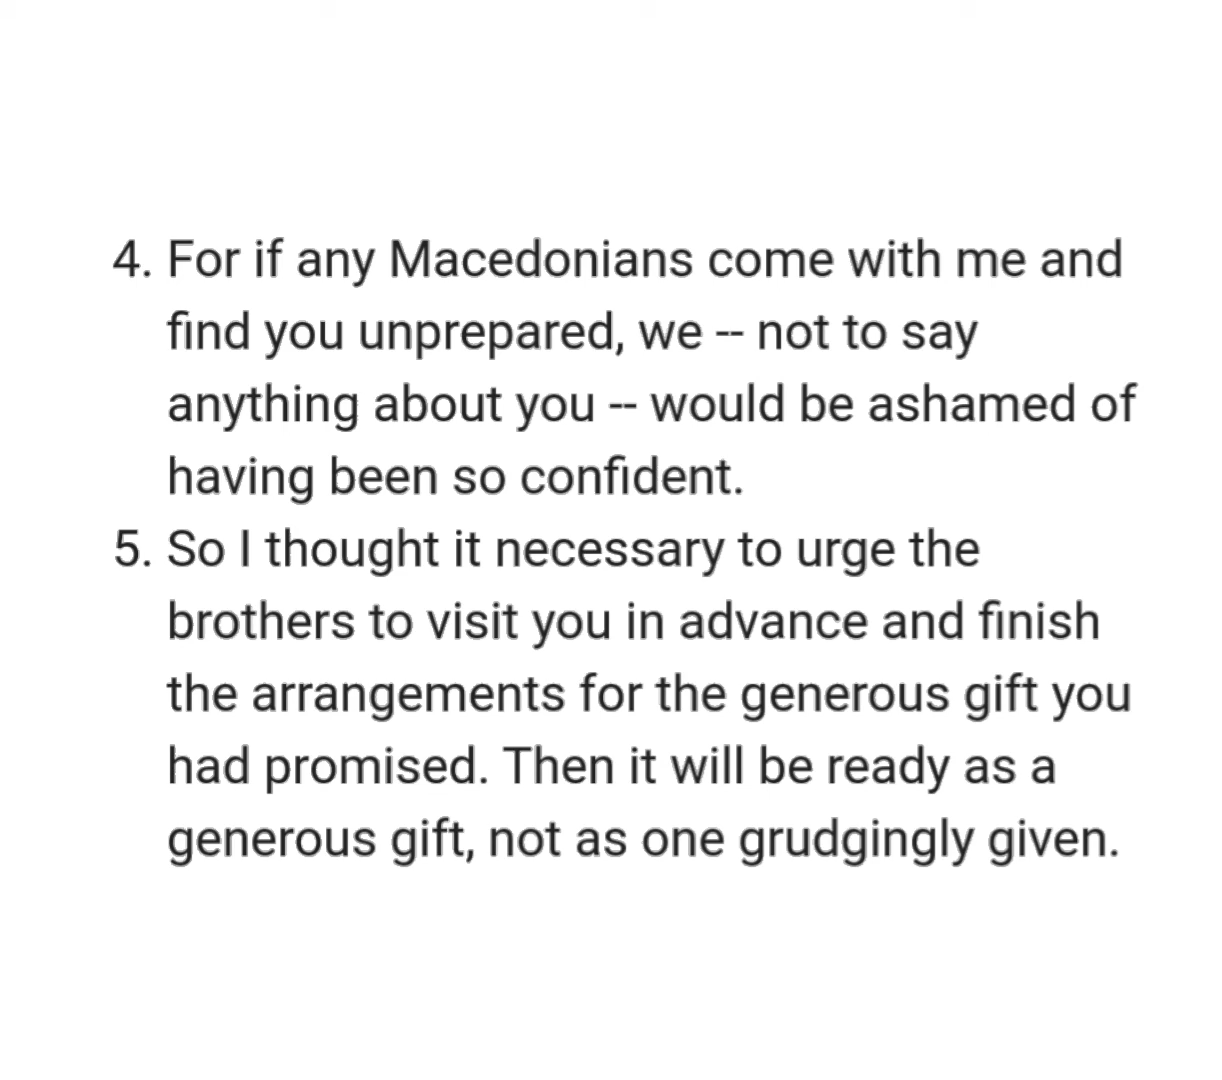 4. For if any Macedonians come with me and
find you unprepared, we -- not to say
anything about you -- would be ashamed of
having been so confident.
5. So I thought it necessary to urge the
brothers to visit you in advance and finish
the arrangements for the generous gift you
had promised. Then it will be ready as a
generous gift, not as one grudgingly given.